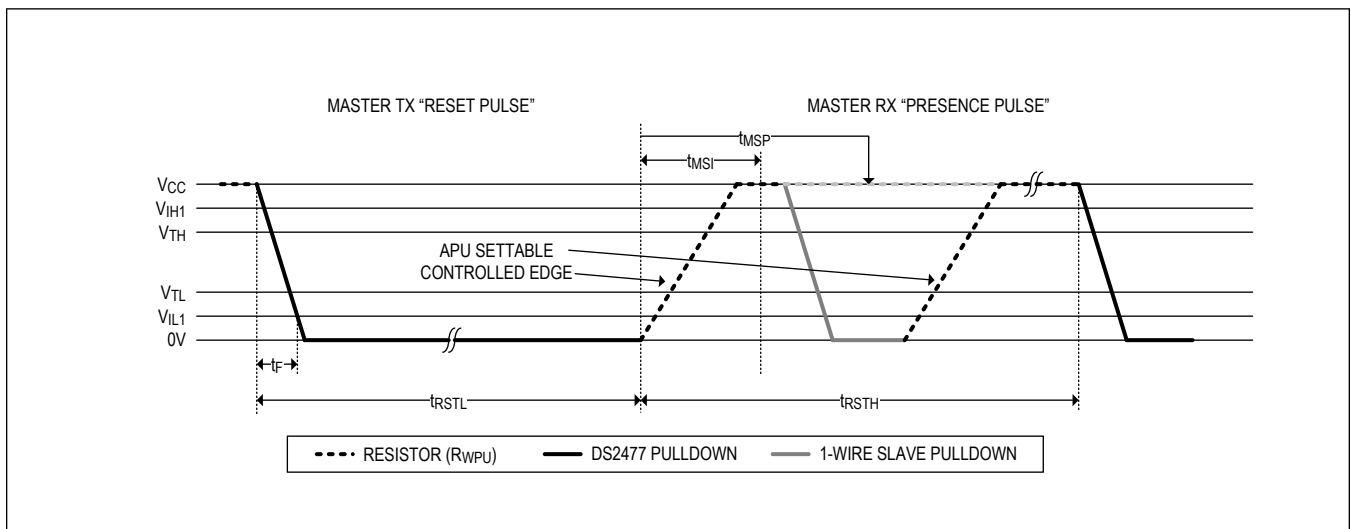 MASTER TX “RESET PULSE”
MASTER RX “PRESENCE PULSE”
tMSP
tMSI
VCC
VIH1
VTH
APU SETTABLE
CONTROLLED EDGE
VTL
VIL1
0V
tF
tRSTL
tRSTH
RESISTOR (RWPU)
DS2477 PULLDOWN
1-WIRE SLAVE PULLDOWN